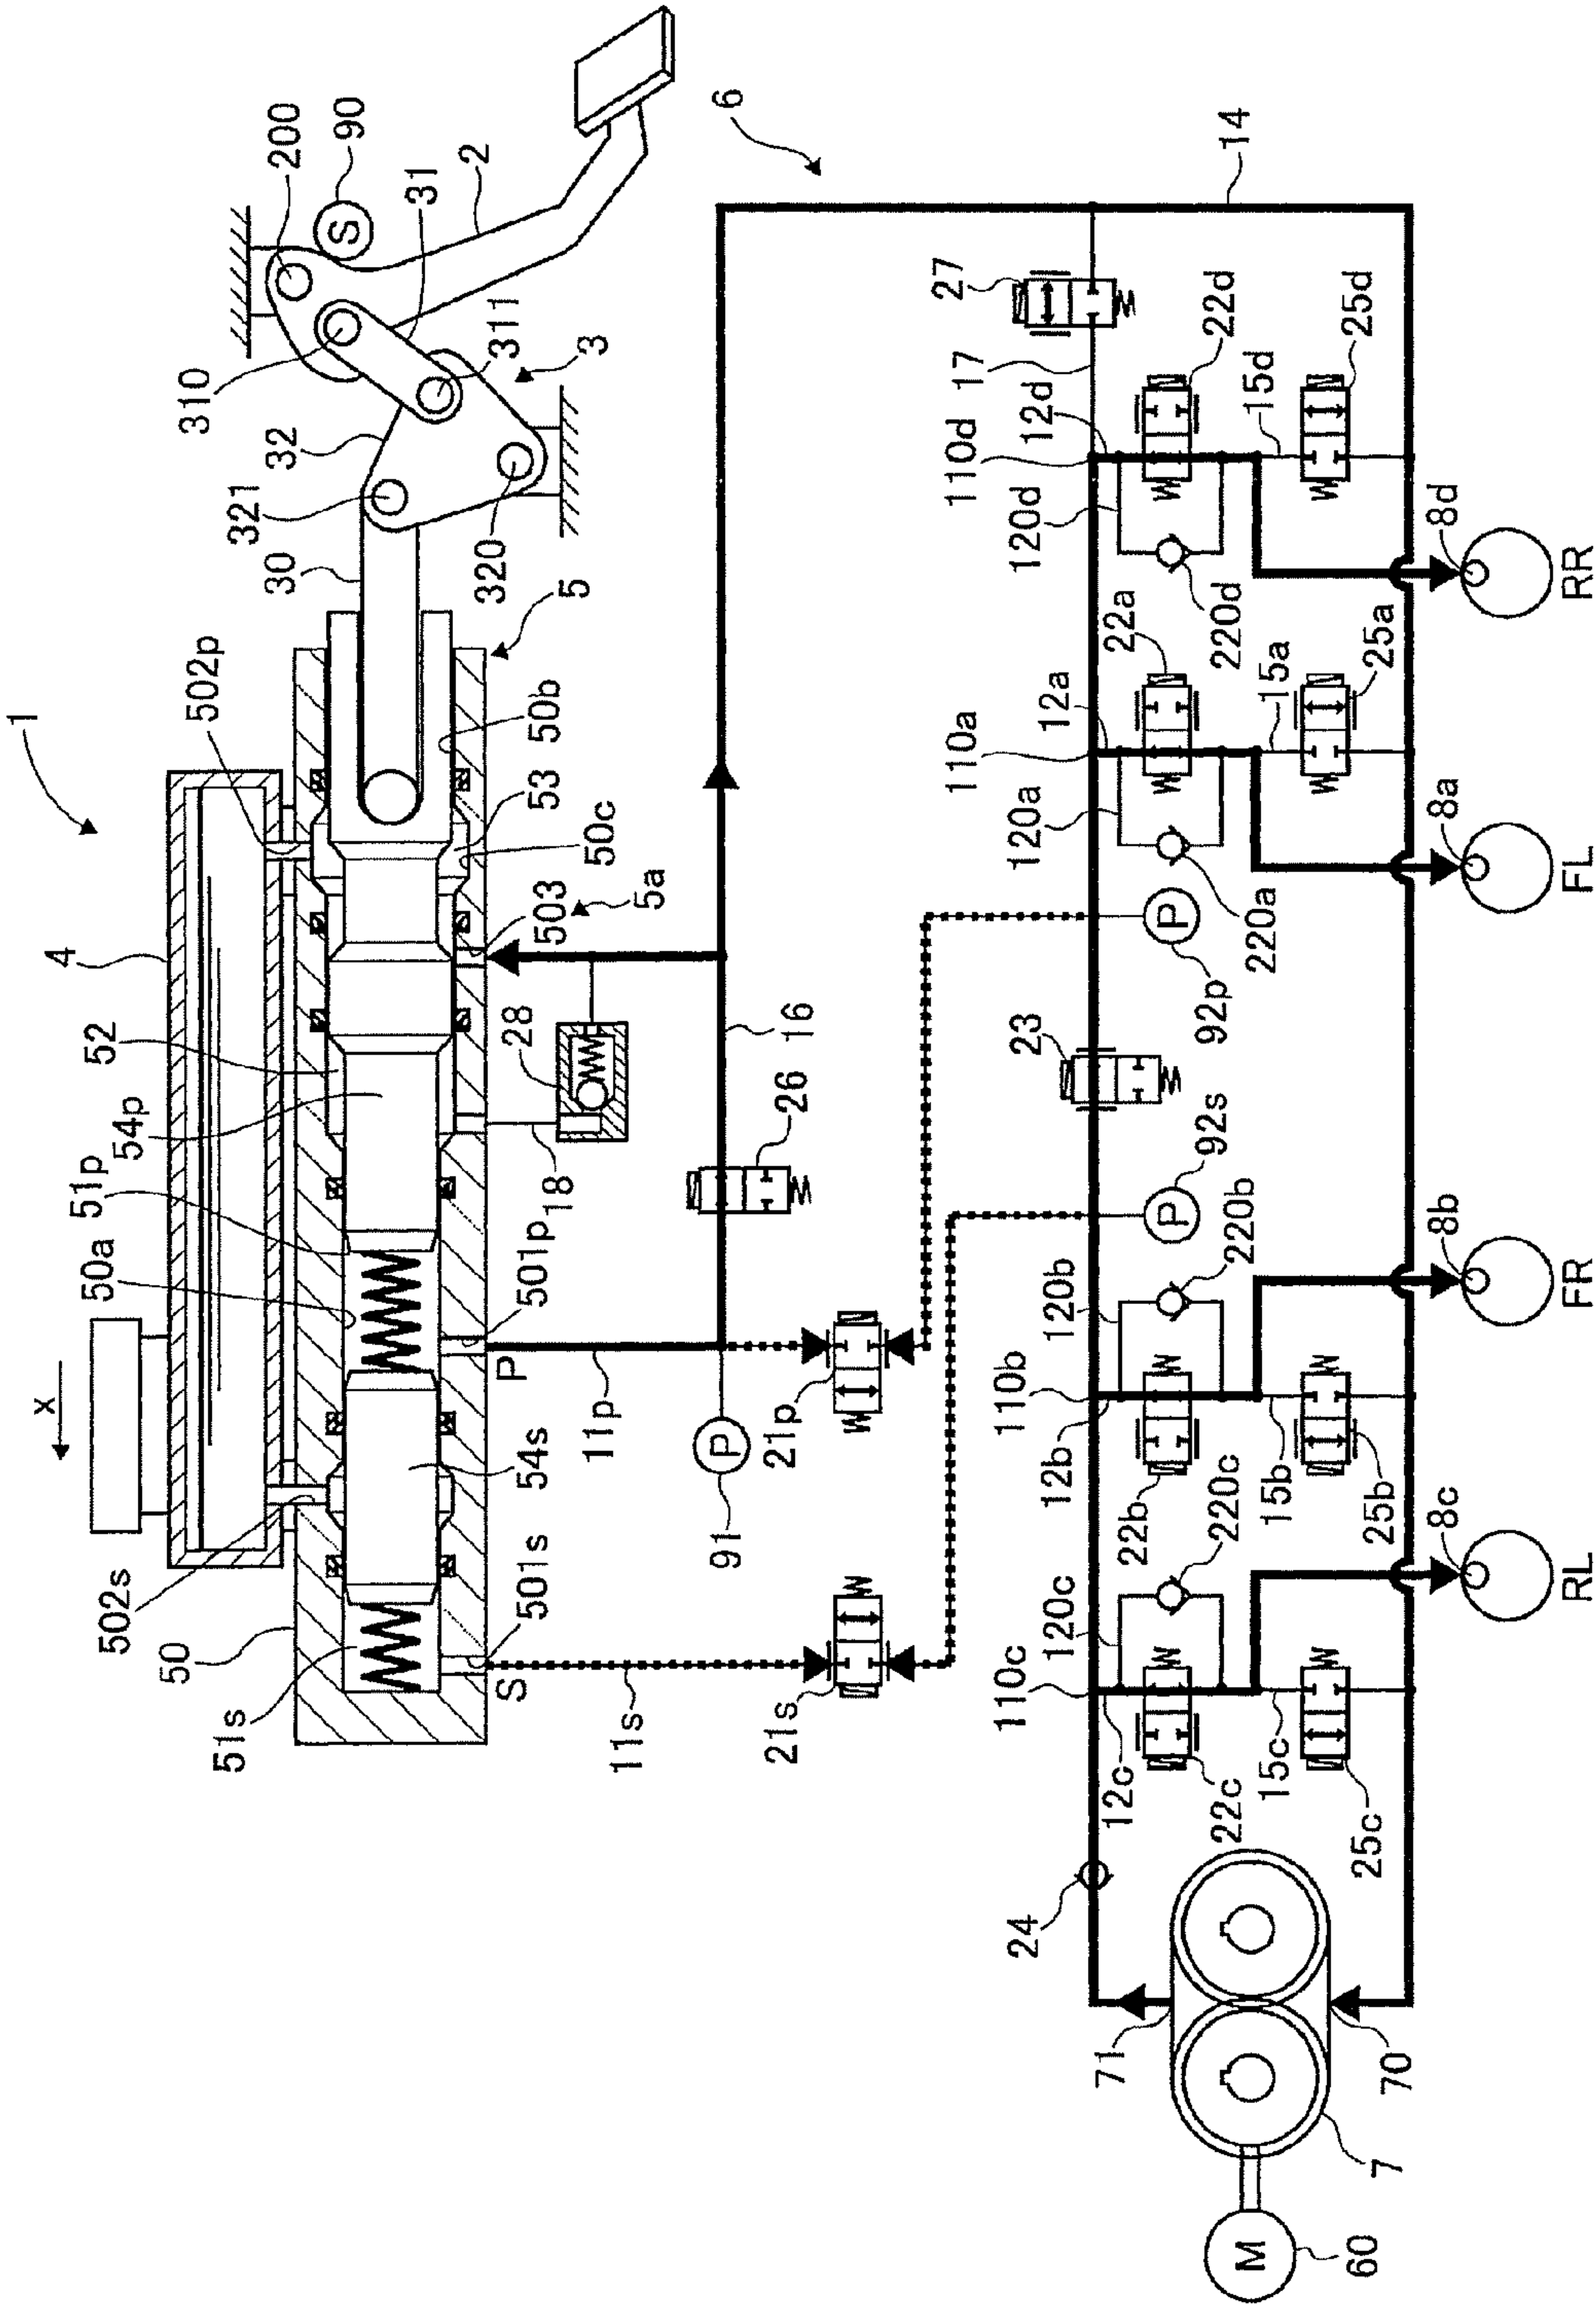 1
x
4
502p
502s
50
51s
50a
51p
54p
52
30
321
32
310
200
90
S
2
31
311
3
320
5
50b
53
50c
5a
503
28
18
501p
P
54s
501s
S
11s
11p
91
P
16
26
21s
21p
6
14
27
17
110d
12d
22d
120d
220d
15d
25d
8d
RR
110a
12a
22a
120a
220a
15a
25a
8a
FL
P
92p
23
P
92s
110b
12b
120b
220b
22b
15b
25b
8b
FR
110c
12c
120c
220c
22c
15c
25c
8c
RL
24
71
70
7
M
60